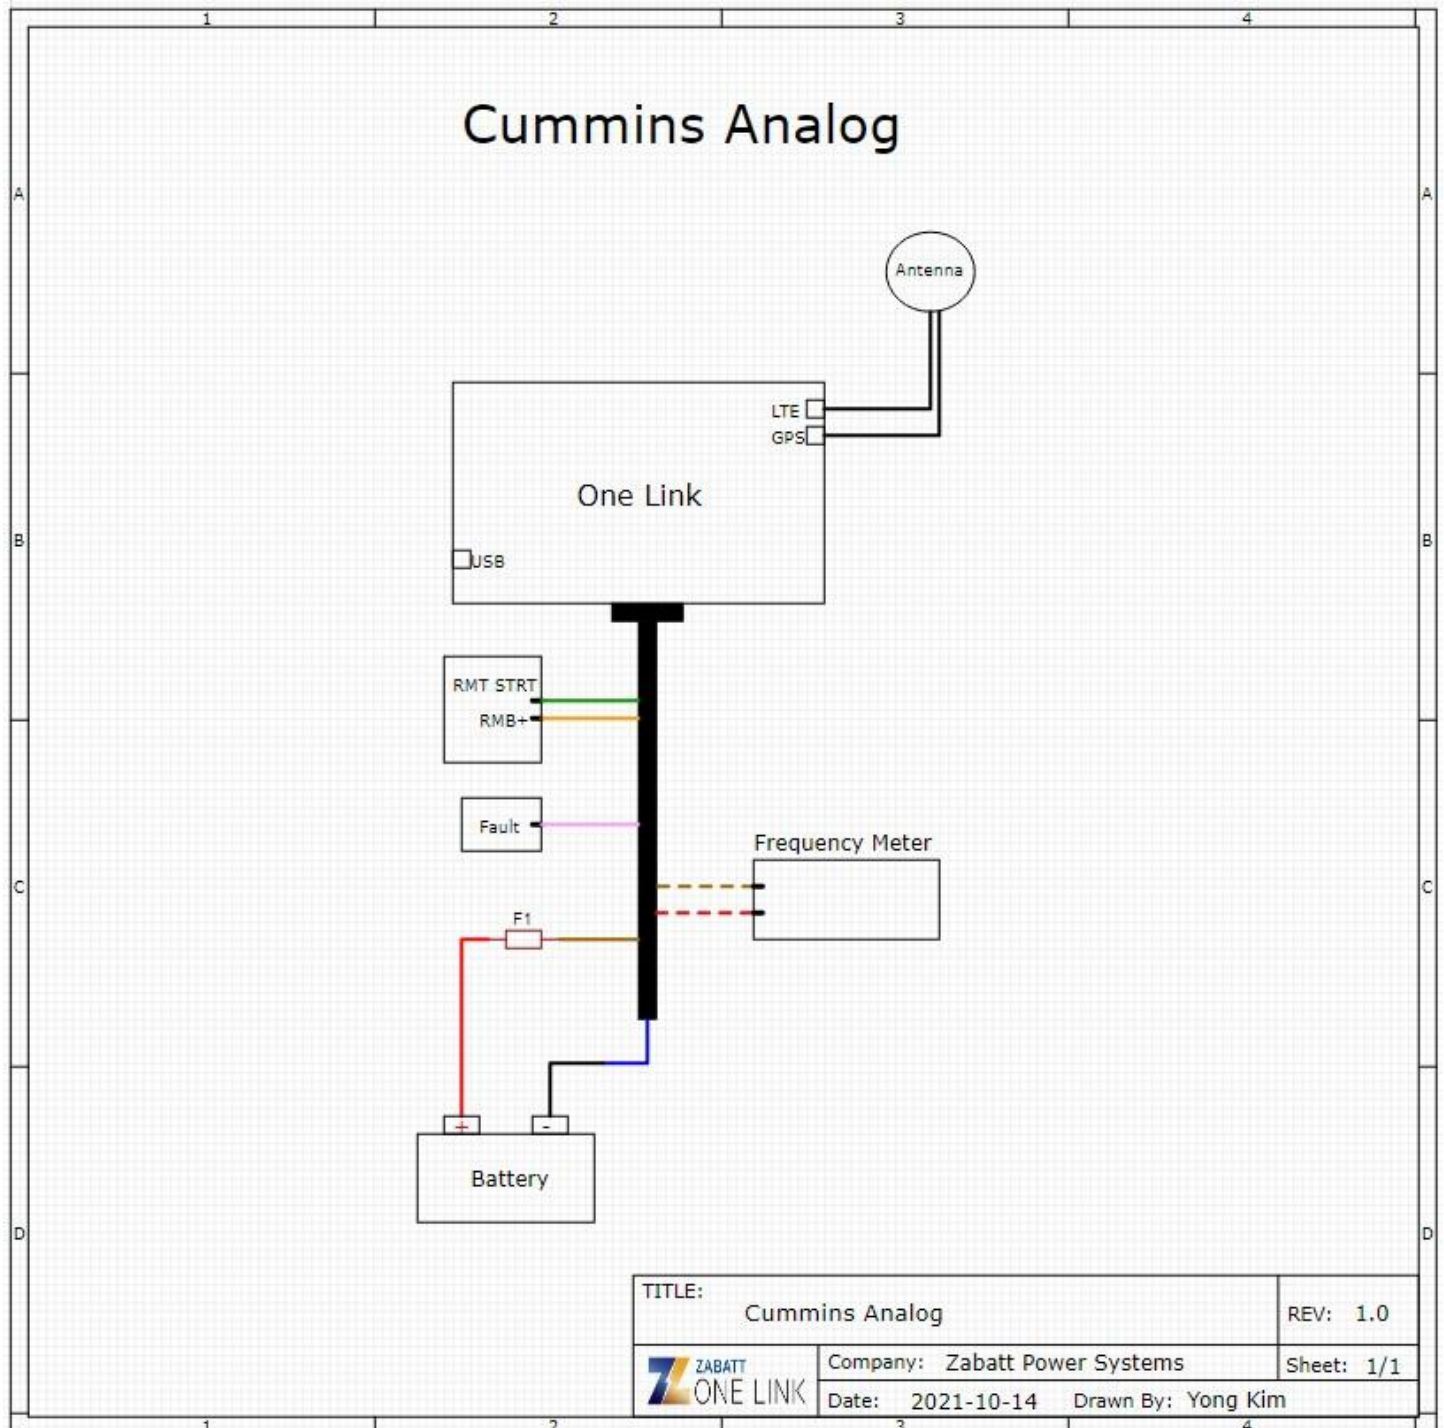 1 2 3 4
Cummins Analog
A A
Antenna
LTE
GPS
One Link
B B
USB
RMT STRT
RMB+
Fault
Frequency Meter
C C
F1
+ -
Battery
D D
TITLE:
Cummins Analog
REV: 1.0
ZABATT
ONE LINK
Company: Zabatt Power Systems
Sheet: 1/1
Date: 2021-10-14 Drawn By: Yong Kim
1 2 3 4